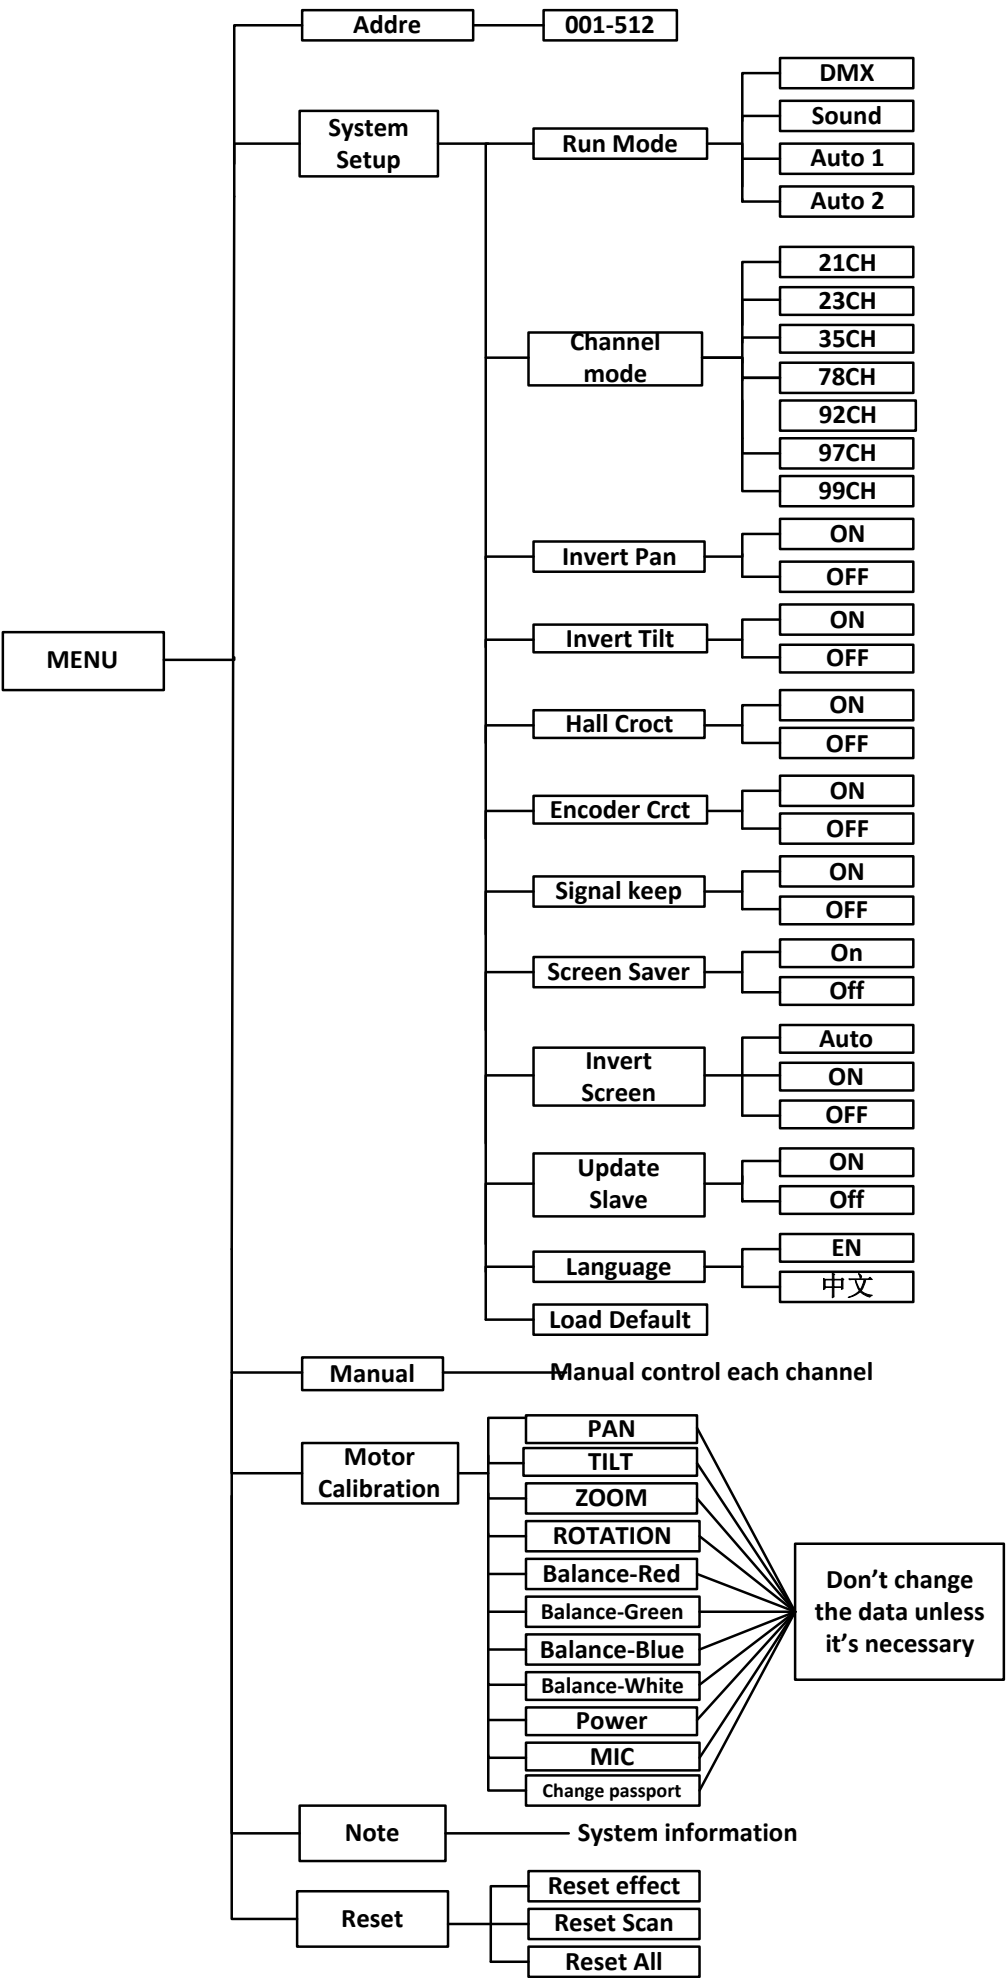 Addre
001-512
System
Setup
Run Mode
DMX
Sound
Auto 1
Auto 2
Channel
mode
21CH
23CH
35CH
78CH
92CH
97CH
99CH
Invert Pan
ON
OFF
MENU
Invert Tilt
ON
OFF
Hall Croct
ON
OFF
Encoder Crct
ON
OFF
Signal keep
ON
OFF
Screen Saver
On
Off
Invert
Screen
Auto
ON
OFF
Update
Slave
ON
Off
Language
EN
中文
Load Default
Manual
Manual control each channel
Motor
Calibration
PAN
TILT
ZOOM
ROTATION
Balance-Red
Balance-Green
Balance-Blue
Balance-White
Power
MIC
Change passport
Don’t change
the data unless
it’s necessary
Note
System information
Reset
Reset effect
Reset Scan
Reset All